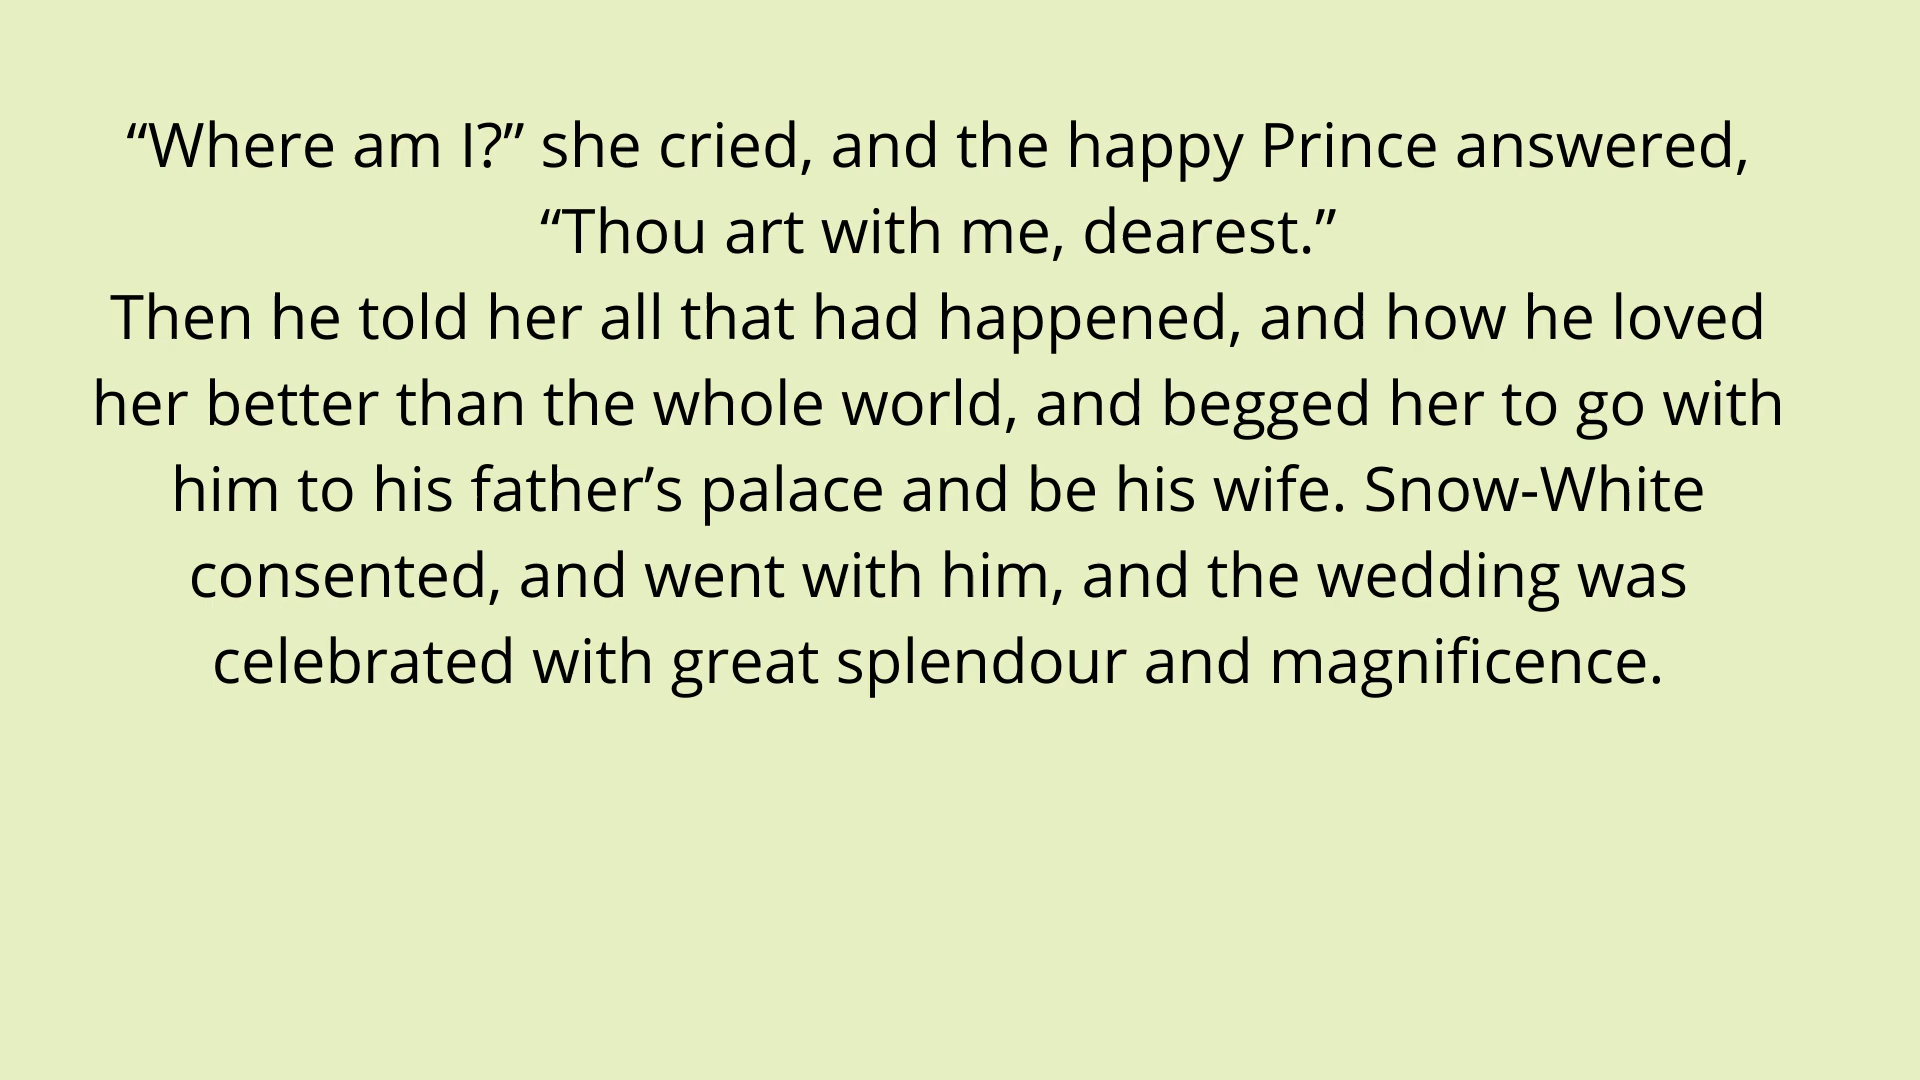 “Where am I?” she cried, and the happy Prince answered,
“Thou art with me, dearest.”
Then he told her all that had happened, and how he loved
her better than the whole world, and begged her to go with
him to his father’s palace and be his wife. Snow-White
consented, and went with him, and the wedding was
celebrated with great splendour and magnificence.